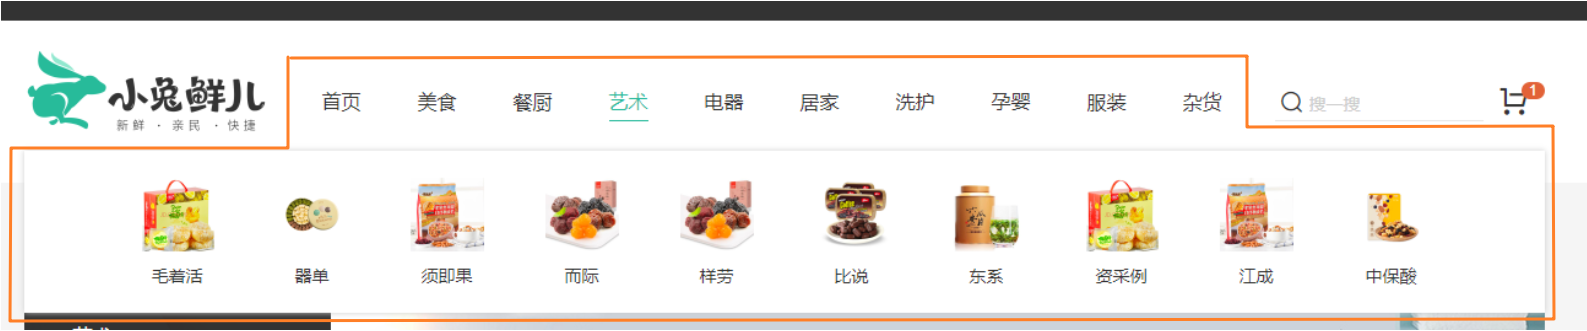 小兔鲜儿
新鲜 · 亲民 · 快捷
首页 美食 餐厨 艺术 电器 居家 洗护 孕婴 服装 杂货
搜一搜
1
毛着活 器单 须即果 而际 样劳 比说 东系 资采例 江成 中保酸